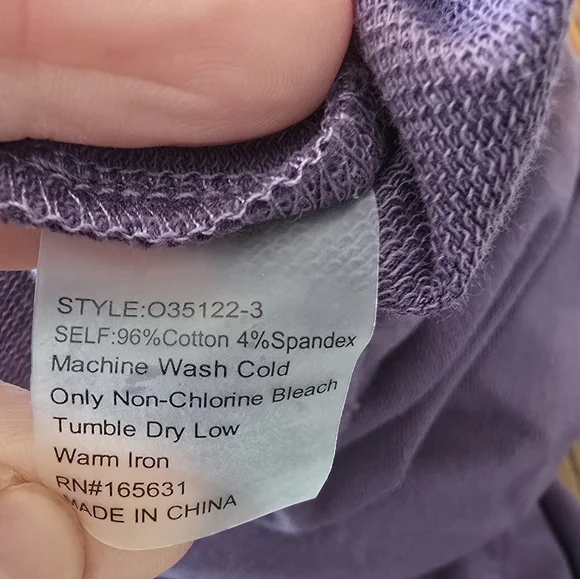 STYLE:O35122-3
SELF:96%Cotton 4%Spandex
Machine Wash Cold
Only Non-Chlorine Bleach
Tumble Dry Low
Warm Iron
RN#165631
MADE IN CHINA